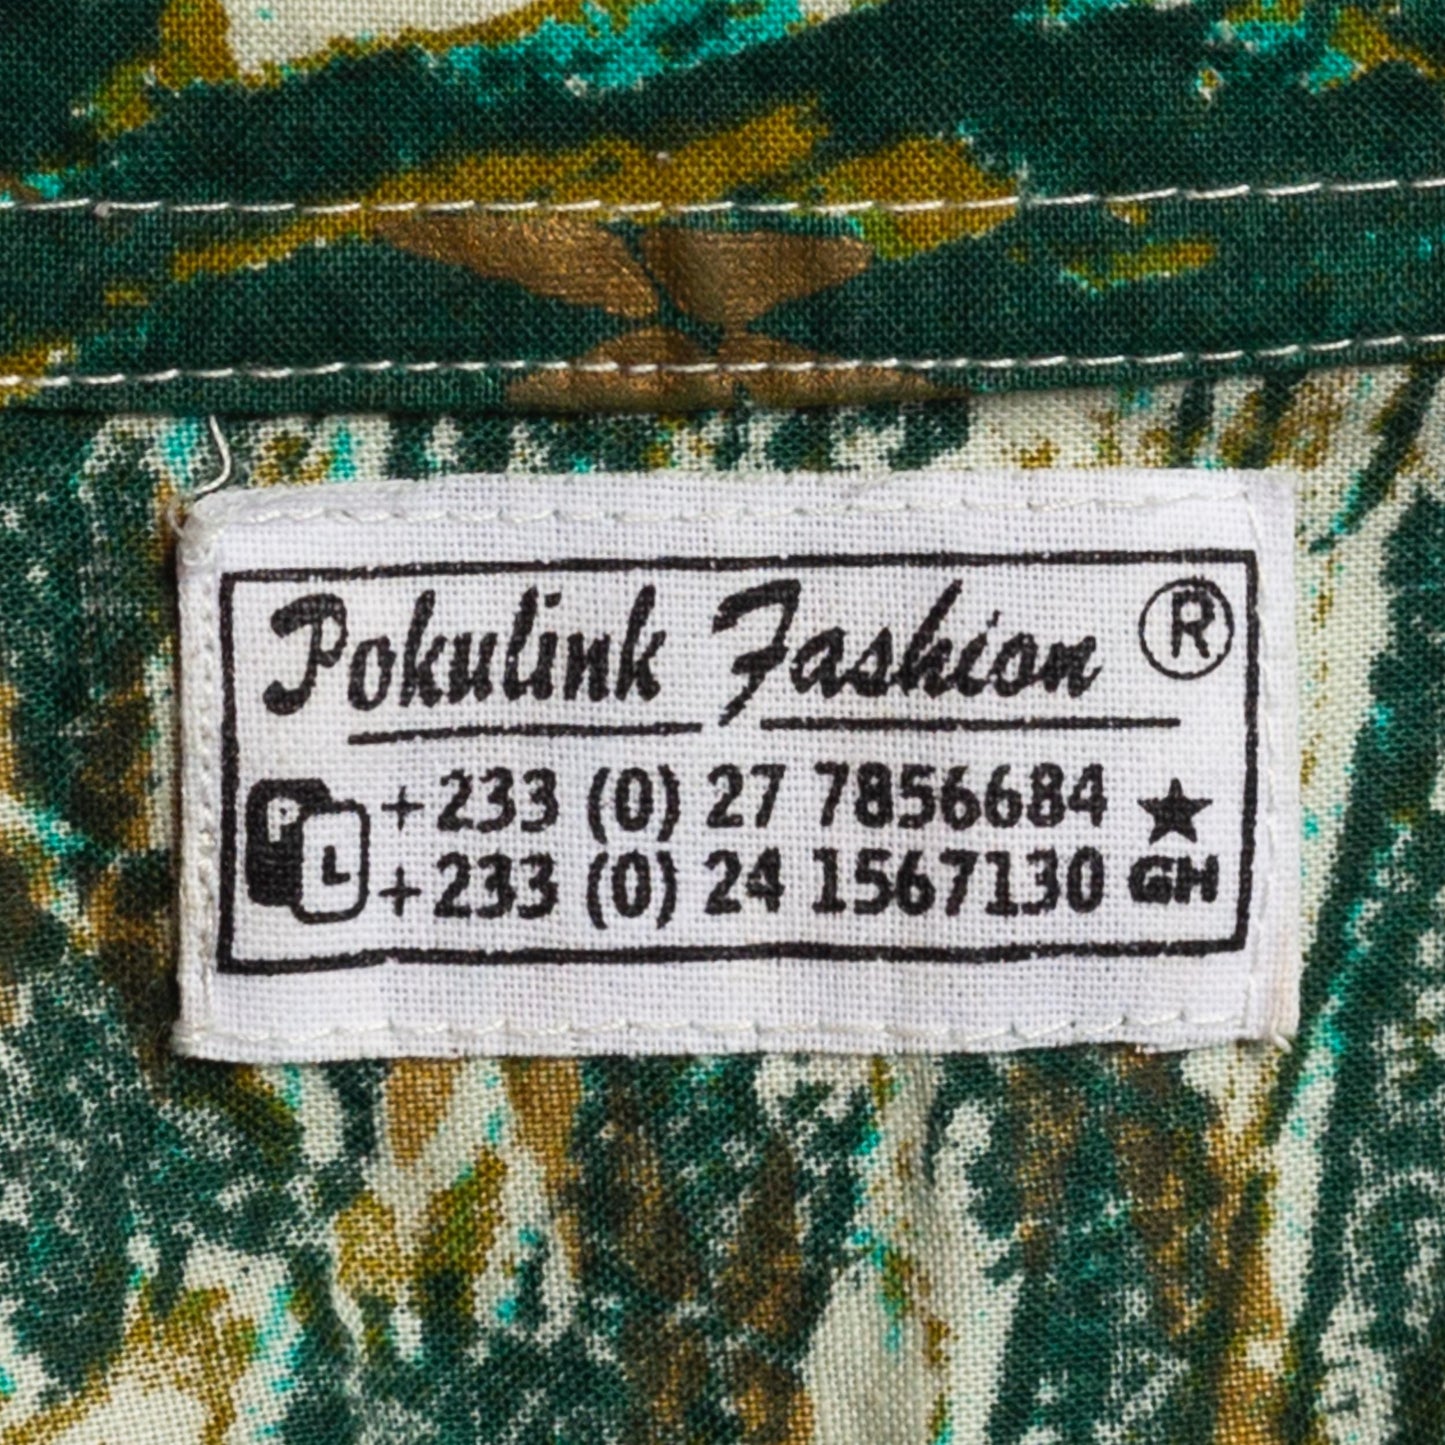 Pokulink Fashion ®
P +233 (0) 27 7856684 ★
L +233 (0) 24 1567130 GH